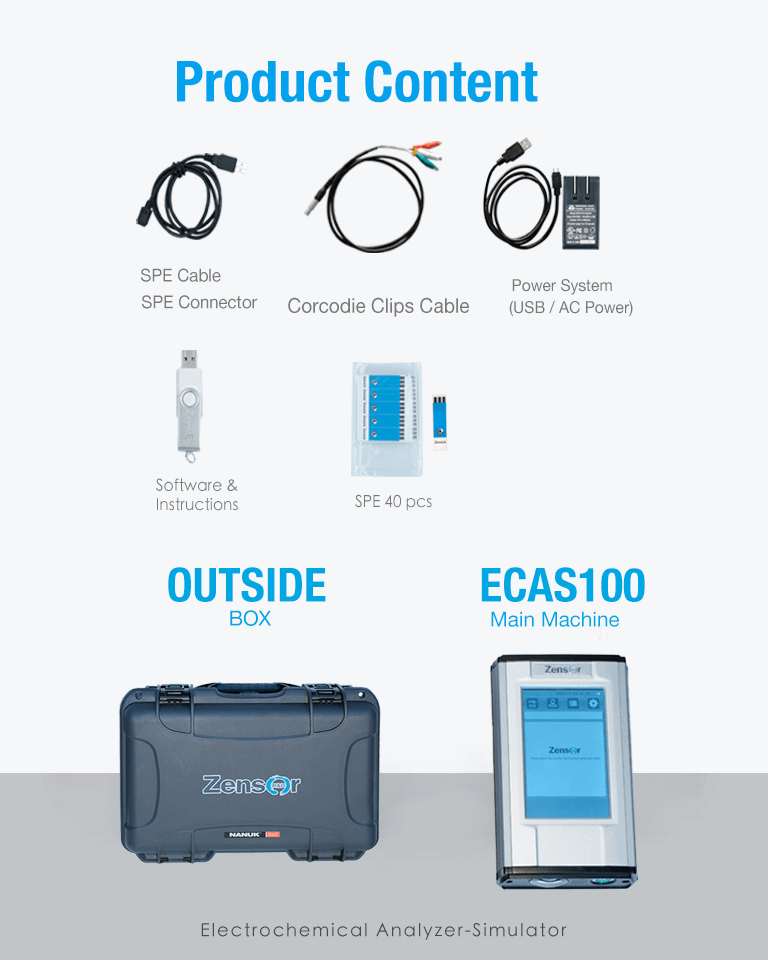 Product Content
SPE Cable
SPE Connector
Corcodie Clips Cable
Power System
(USB / AC Power)
Software &
Instructions
SPE 40 pcs
OUTSIDE
BOX
ECAS100
Main Machine
Zensor
Zensor
Zensor
NANUK
Electrochemical Analyzer-Simulator